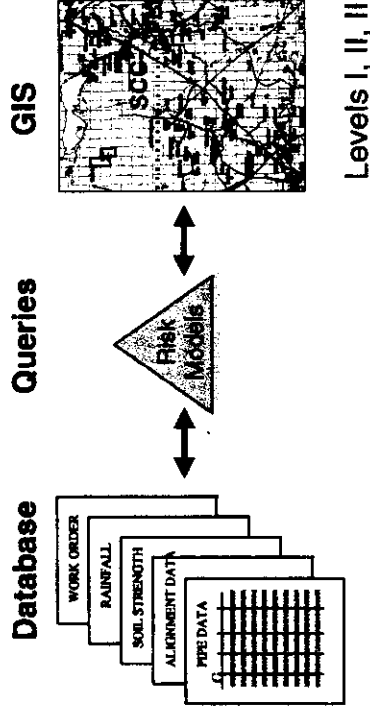 Database
Queries
GIS
WORK ORDER
RAINFALL
SOIL STRENGTH
ALIGNMENT DATA
PIPE DATA
Risk
Models
SCC
Levels I, II, II